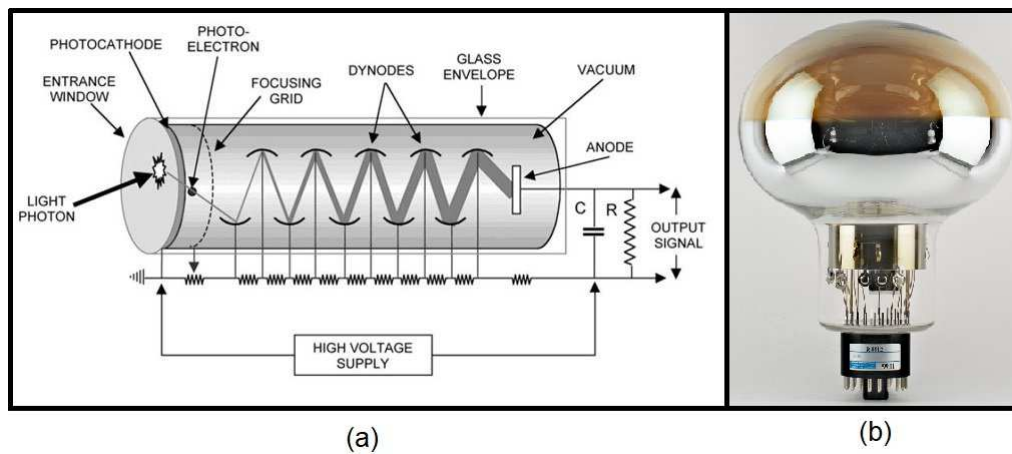 PHOTOCATHODE
PHOTO-
ELECTRON
ENTRANCE
WINDOW
FOCUSING
GRID
DYNODES
GLASS
ENVELOPE
VACUUM
ANODE
LIGHT
PHOTON
C
R
OUTPUT
SIGNAL
HIGH VOLTAGE
SUPPLY
(a)
(b)